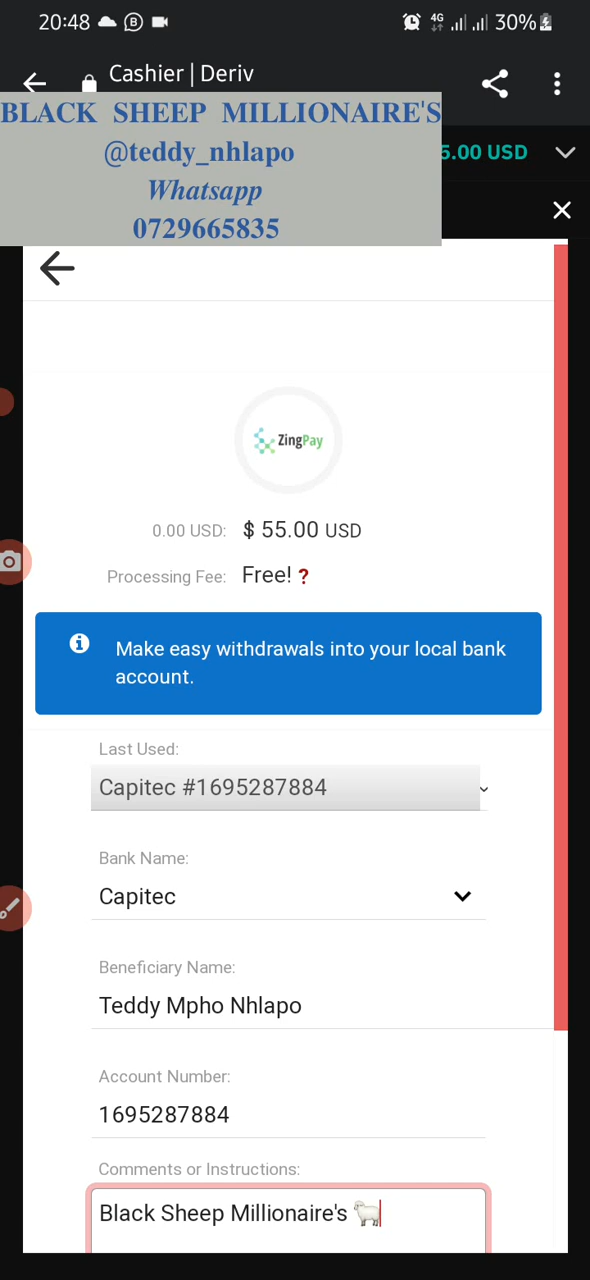 20:48 B 4G 30%
Cashier | Deriv
BLACK SHEEP MILLIONAIRE'S
@teddy_nhlapo
Whatsapp
0729665835
5.00 USD
ZingPay
0.00 USD: $ 55.00 USD
Processing Fee: Free! ?
Make easy withdrawals into your local bank
account.
Last Used:
Capitec #1695287884
Bank Name:
Capitec
Beneficiary Name:
Teddy Mpho Nhlapo
Account Number:
1695287884
Comments or Instructions:
Black Sheep Millionaire's 🐑